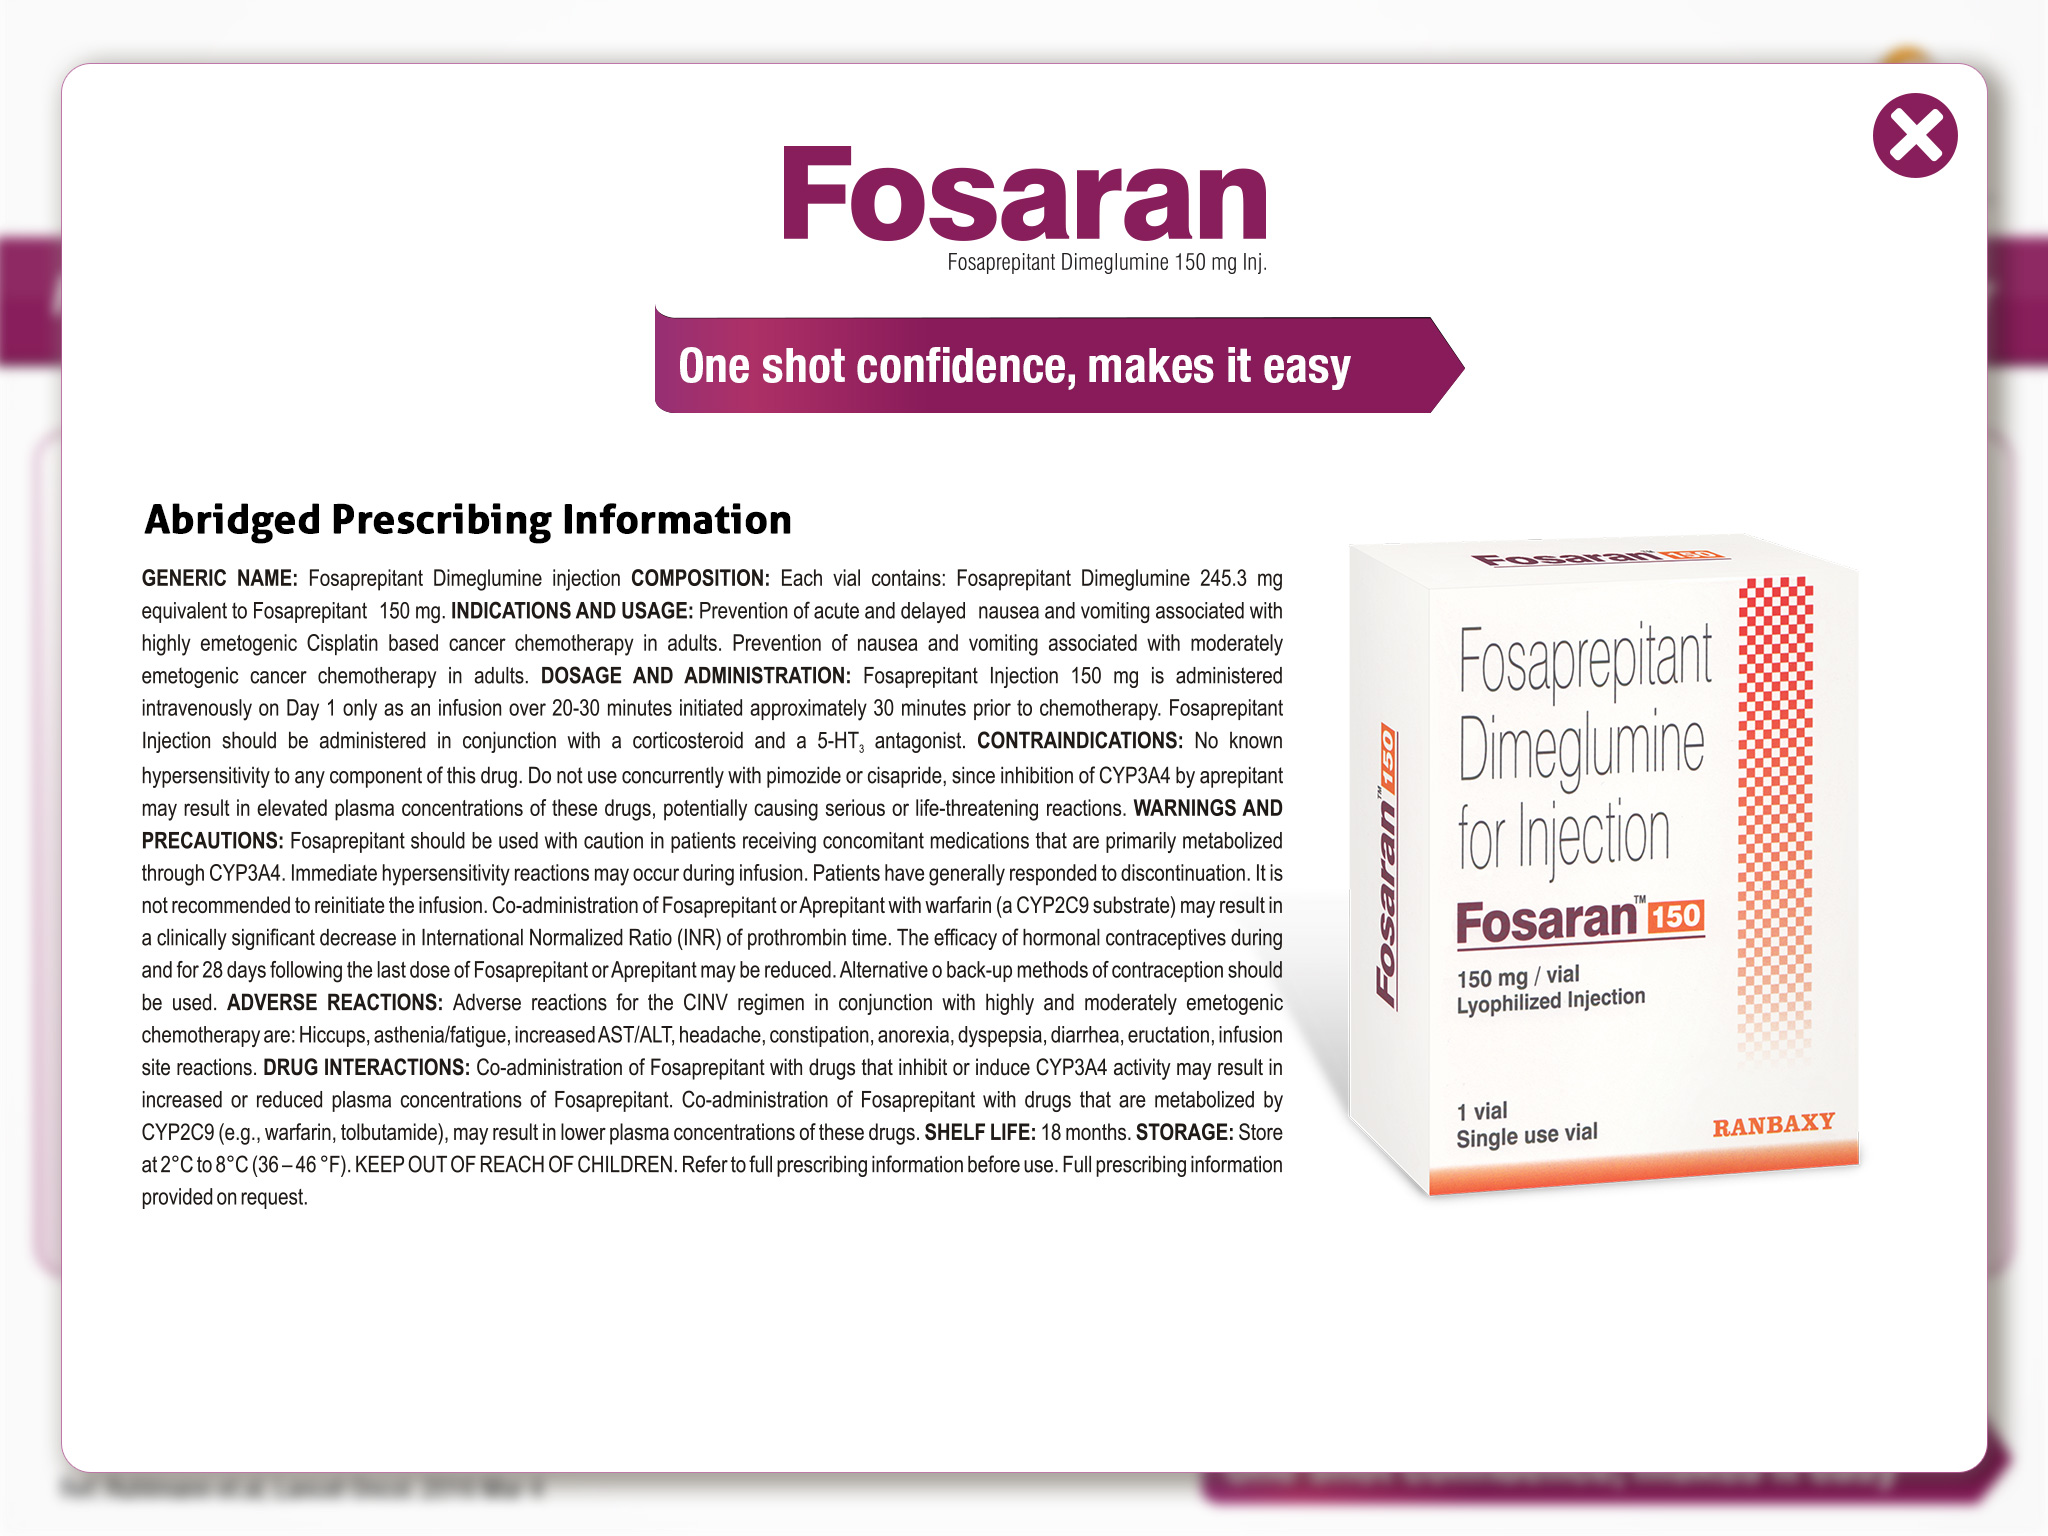 Fosaran
Fosaprepitant Dimeglumine 150 mg Inj.
One shot confidence, makes it easy
Abridged Prescribing Information
GENERIC NAME: Fosaprepitant Dimeglumine injection COMPOSITION: Each vial contains: Fosaprepitant Dimeglumine 245.3 mg
equivalent to Fosaprepitant 150 mg. INDICATIONS AND USAGE: Prevention of acute and delayed nausea and vomiting associated with
highly emetogenic Cisplatin based cancer chemotherapy in adults. Prevention of nausea and vomiting associated with moderately
emetogenic cancer chemotherapy in adults. DOSAGE AND ADMINISTRATION: Fosaprepitant Injection 150 mg is administered
intravenously on Day 1 only as an infusion over 20-30 minutes initiated approximately 30 minutes prior to chemotherapy. Fosaprepitant
Injection should be administered in conjunction with a corticosteroid and a 5-HT₃ antagonist. CONTRAINDICATIONS: No known
hypersensitivity to any component of this drug. Do not use concurrently with pimozide or cisapride, since inhibition of CYP3A4 by aprepitant
may result in elevated plasma concentrations of these drugs, potentially causing serious or life-threatening reactions. WARNINGS AND
PRECAUTIONS: Fosaprepitant should be used with caution in patients receiving concomitant medications that are primarily metabolized
through CYP3A4. Immediate hypersensitivity reactions may occur during infusion. Patients have generally responded to discontinuation. It is
not recommended to reinitiate the infusion. Co-administration of Fosaprepitant or Aprepitant with warfarin (a CYP2C9 substrate) may result in
a clinically significant decrease in International Normalized Ratio (INR) of prothrombin time. The efficacy of hormonal contraceptives during
and for 28 days following the last dose of Fosaprepitant or Aprepitant may be reduced. Alternative o back-up methods of contraception should
be used. ADVERSE REACTIONS: Adverse reactions for the CINV regimen in conjunction with highly and moderately emetogenic
chemotherapy are: Hiccups, asthenia/fatigue, increased AST/ALT, headache, constipation, anorexia, dyspepsia, diarrhea, eructation, infusion
site reactions. DRUG INTERACTIONS: Co-administration of Fosaprepitant with drugs that inhibit or induce CYP3A4 activity may result in
increased or reduced plasma concentrations of Fosaprepitant. Co-administration of Fosaprepitant with drugs that are metabolized by
CYP2C9 (e.g., warfarin, tolbutamide), may result in lower plasma concentrations of these drugs. SHELF LIFE: 18 months. STORAGE: Store
at 2°C to 8°C (36 – 46 °F). KEEP OUT OF REACH OF CHILDREN. Refer to full prescribing information before use. Full prescribing information
provided on request.
Fosaran™ 150
Fosaran™ 150
Fosaprepitant
Dimeglumine
for Injection
Fosaran™ 150
150 mg / vial
Lyophilized Injection
1 vial
Single use vial
RANBAXY